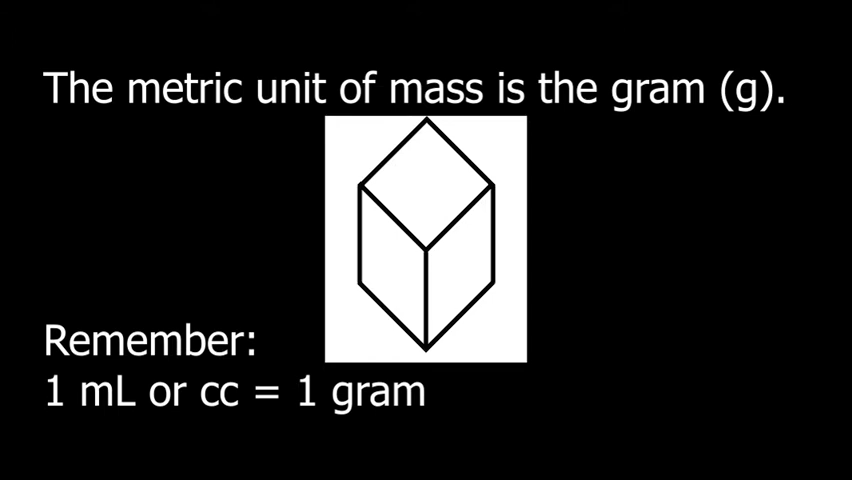 The metric unit of mass is the gram (g).
Remember:
1 mL or cc = 1 gram